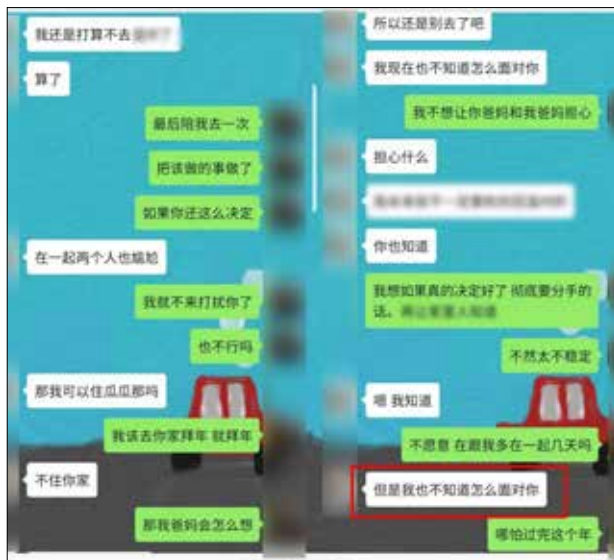 我还是打算不去
算了
最后陪我去一次
把该做的事做了
如果你还这么决定
在一起两个人也尴尬
我就不来打扰你了
也不行吗
那我可以住瓜瓜那吗
我该去你家拜年 就拜年
不住你家
那我爸妈会怎么想
所以还是别去了吧
我现在也不知道怎么面对你
我不想让你爸妈和我爸妈担心
担心什么
你也知道
我想如果真的决定好了 彻底要分手的
话。
不然太不稳定
嗯 我知道
不愿意 在跟我多在一起几天吗
但是我也不知道怎么面对你
哪怕过完这个年